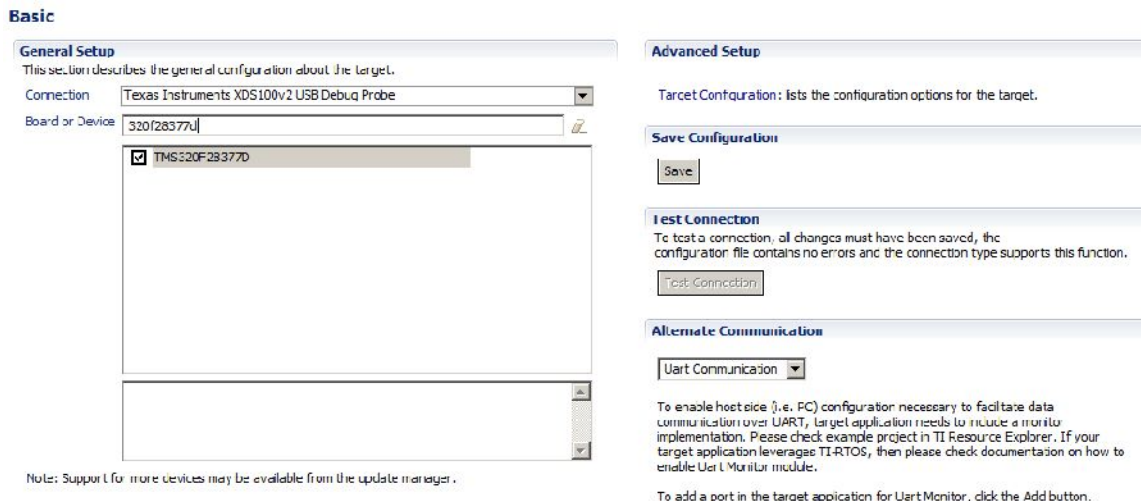 Basic
General Setup
This section describes the general configuration about the target.
Connection
Texas Instruments XDS100v2 USB Debug Probe
Board or Device
320f28377d
TMS320F28377D
Note: Support for more devices may be available from the update manager.
Advanced Setup
Target Configuration: lists the configuration options for the target.
Save Configuration
Save
Test Connection
To test a connection, all changes must have been saved, the
configuration file contains no errors and the connection type supports this function.
Test Connection
Alternate Communication
Uart Communication
To enable host side (i.e. PC) configuration necessary to facilitate data
communication over UART, target application needs to include a monitor
implementation. Please check example project in TI Resource Explorer. If your
target application leverages TI-RTOS, then please check documentation on how to
enable Uart Monitor module.
To add a port in the target application for Uart Monitor, click the Add button.